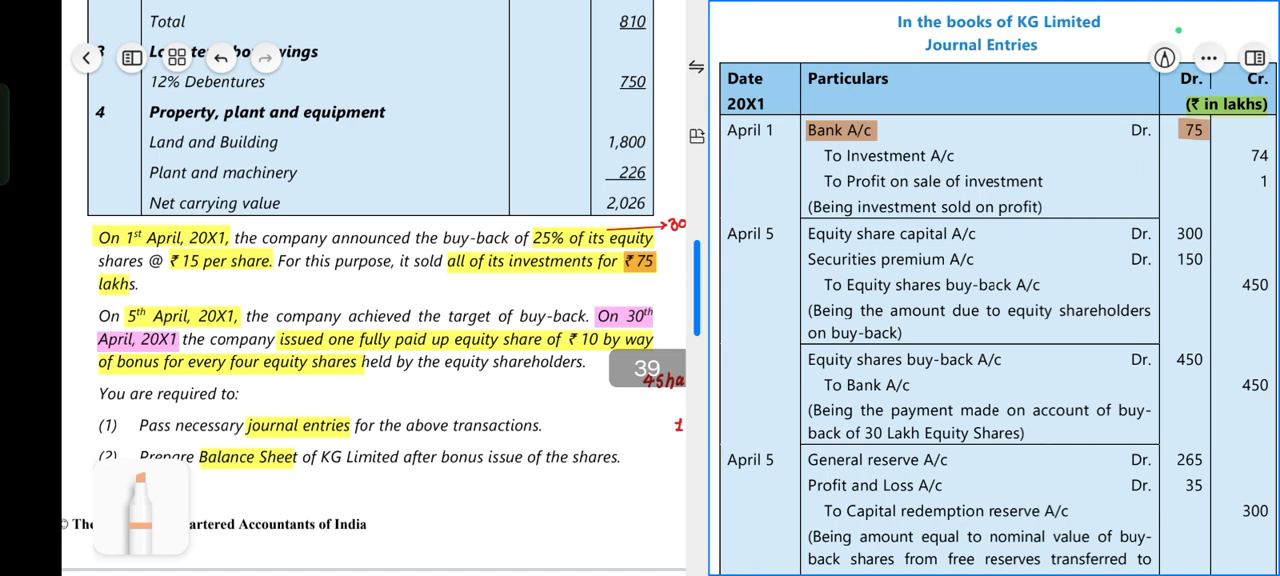 Total 810
3
12% Debentures 750
4 Property, plant and equipment
Land and Building 1,800
Plant and machinery 226
Net carrying value 2,026
On 1st April, 20X1, the company announced the buy-back of 25% of its equity
shares @ ₹ 15 per share. For this purpose, it sold all of its investments for ₹ 75
lakhs.
On 5th April, 20X1, the company achieved the target of buy-back. On 30th
April, 20X1 the company issued one fully paid up equity share of ₹ 10 by way
of bonus for every four equity shares held by the equity shareholders.
You are required to:
(1) Pass necessary journal entries for the above transactions.
(2) Prepare Balance Sheet of KG Limited after bonus issue of the shares.
© The artered Accountants of India
39
30
1
In the books of KG Limited
Journal Entries
Date Particulars Dr. Cr.
20X1 (₹ in lakhs)
April 1 Bank A/c Dr. 75
To Investment A/c 74
To Profit on sale of investment 1
(Being investment sold on profit)
April 5 Equity share capital A/c Dr. 300
Securities premium A/c Dr. 150
To Equity shares buy-back A/c 450
(Being the amount due to equity shareholders
on buy-back)
Equity shares buy-back A/c Dr. 450
To Bank A/c 450
(Being the payment made on account of buy-
back of 30 Lakh Equity Shares)
April 5 General reserve A/c Dr. 265
Profit and Loss A/c Dr. 35
To Capital redemption reserve A/c 300
(Being amount equal to nominal value of buy-
back shares from free reserves transferred to